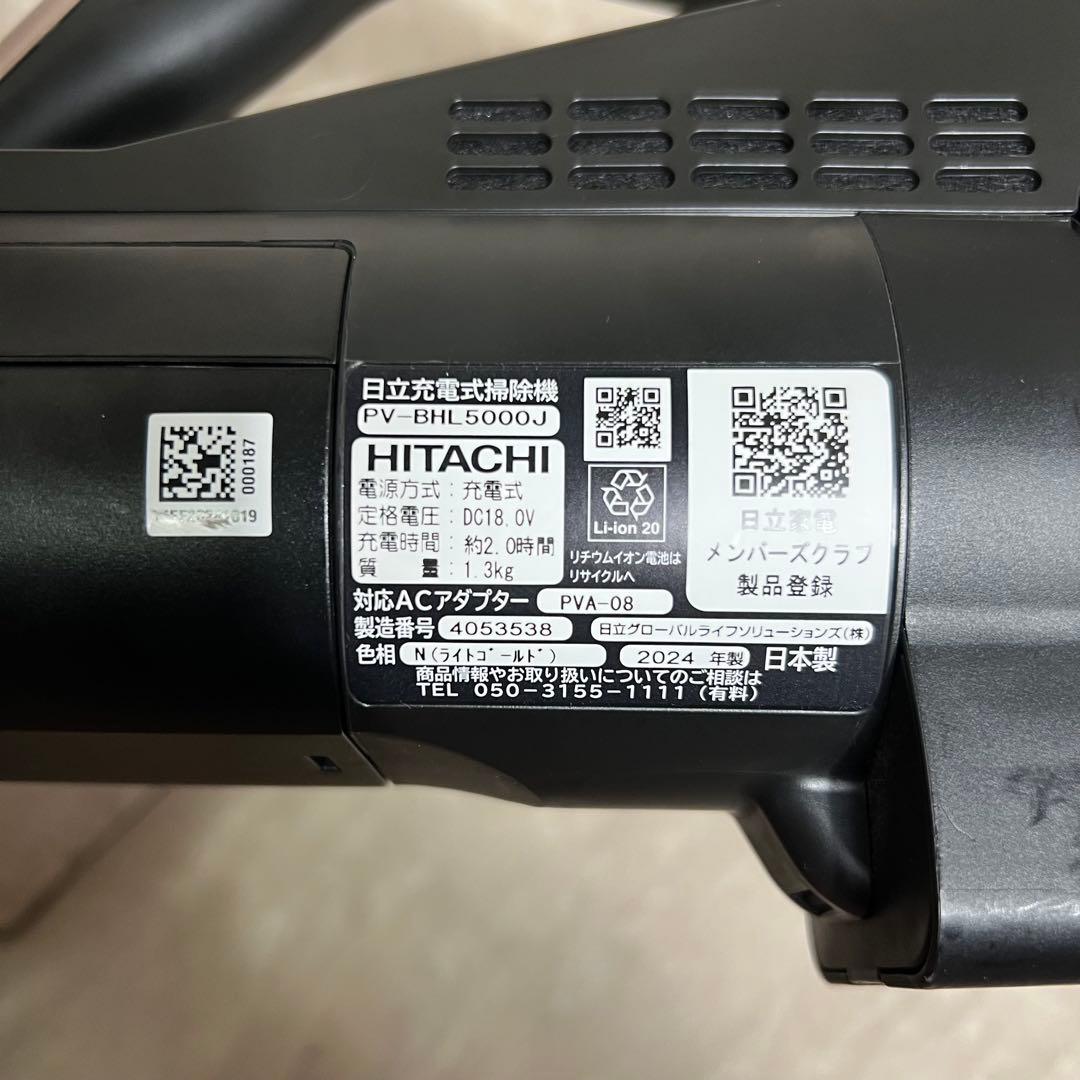 日立充電式掃除機
PV-BHL5000J
HITACHI
電源方式：充電式
定格電圧：DC18.0V
充電時間：約2.0時間
質 量：1.3kg
Li-ion 20
リチウムイオン電池は
リサイクルへ
日立家電
メンバーズクラブ
製品登録
対応ACアダプター PVA-08
製造番号 4053538 日立グローバルライフソリューションズ(株)
色相 N(ライトゴールド) 2024 年製 日本製
商品情報やお取り扱いについてのご相談は
TEL 050-3155-1111 (有料)
000187